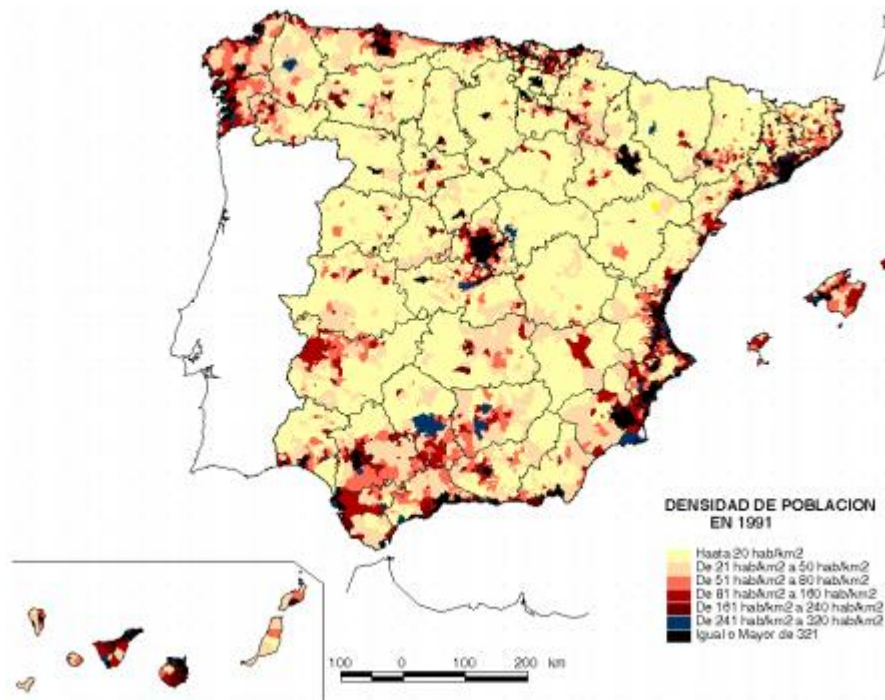 DENSIDAD DE POBLACION
EN 1991
Hasta 20 hab/km2
De 21 hab/km2 a 50 hab/km2
De 51 hab/km2 a 80 hab/km2
De 81 hab/km2 a 160 hab/km2
De 161 hab/km2 a 240 hab/km2
De 241 hab/km2 a 320 hab/km2
Igual o Mayor de 321
100 0 100 200 km